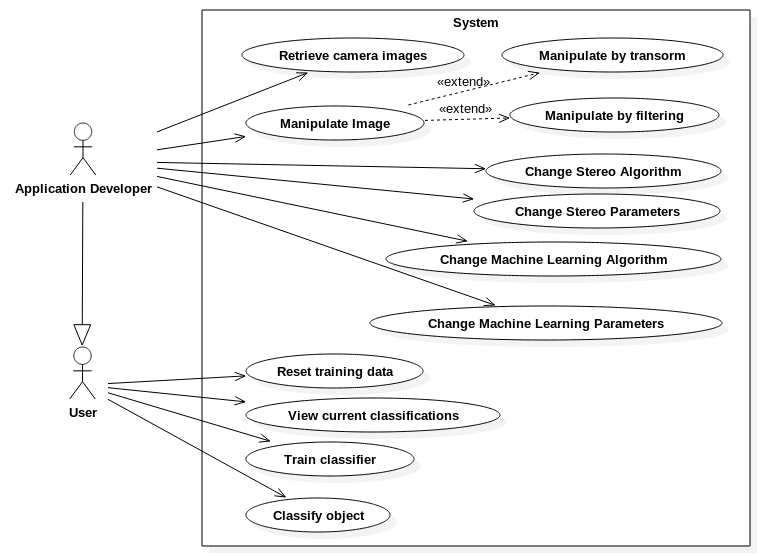 System
Retrieve camera images
Manipulate by transorm
«extend»
«extend»
Manipulate Image
Manipulate by filtering
Application Developer
Change Stereo Algorithm
Change Stereo Parameters
Change Machine Learning Algorithm
Change Machine Learning Parameters
Reset training data
User
View current classifications
Train classifier
Classify object